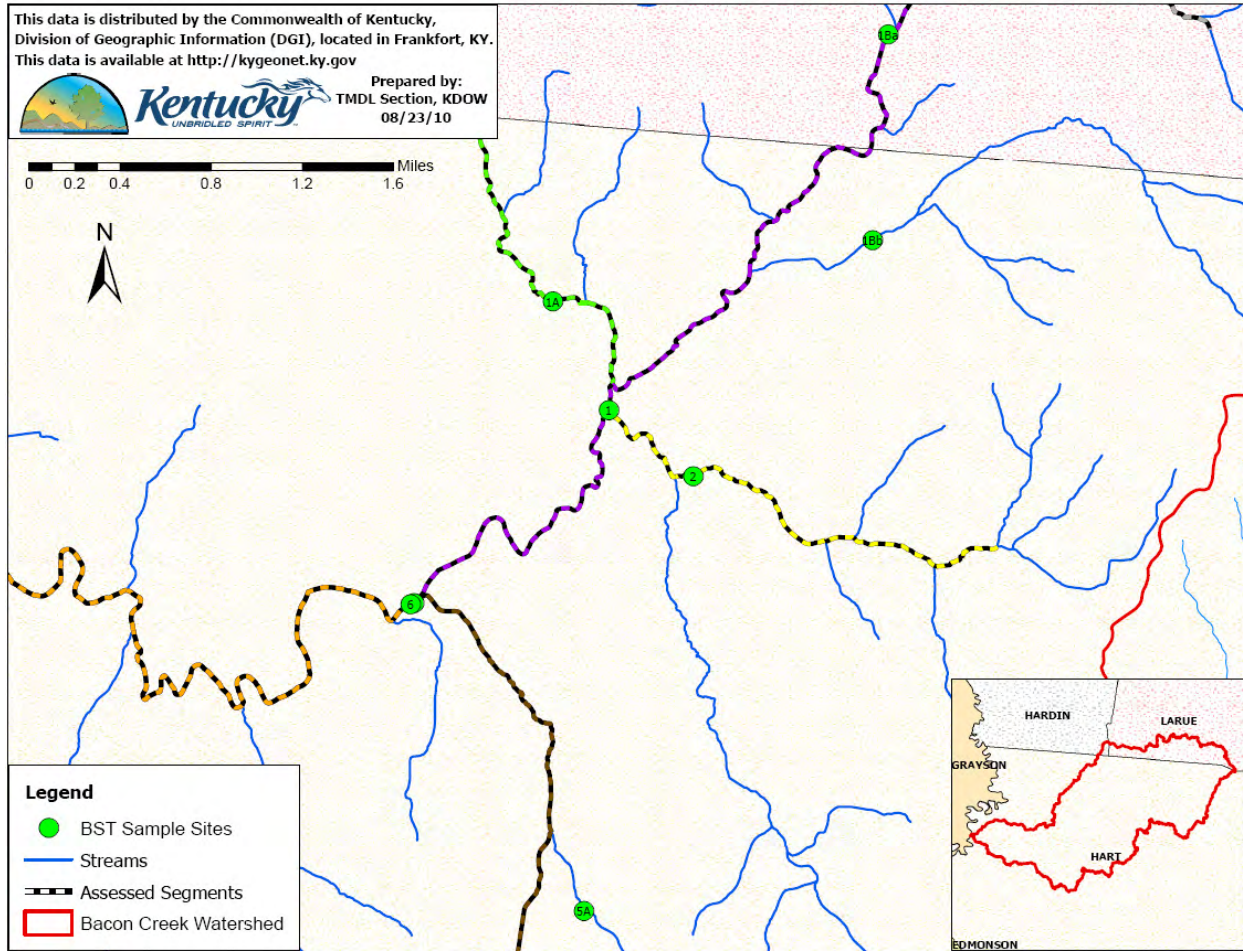 This data is distributed by the Commonwealth of Kentucky,
Division of Geographic Information (DGI), located in Frankfort, KY.
This data is available at http://kygeonet.ky.gov
Kentucky
UNBRIDLED SPIRIT
Prepared by:
TMDL Section, KDOW
08/23/10
Miles
0 0.2 0.4 0.8 1.2 1.6
N
1Ba
1Bb
1A
1
2
6
5A
Legend
BST Sample Sites
Streams
Assessed Segments
Bacon Creek Watershed
HARDIN
LARUE
GRAYSON
HART
EDMONSON